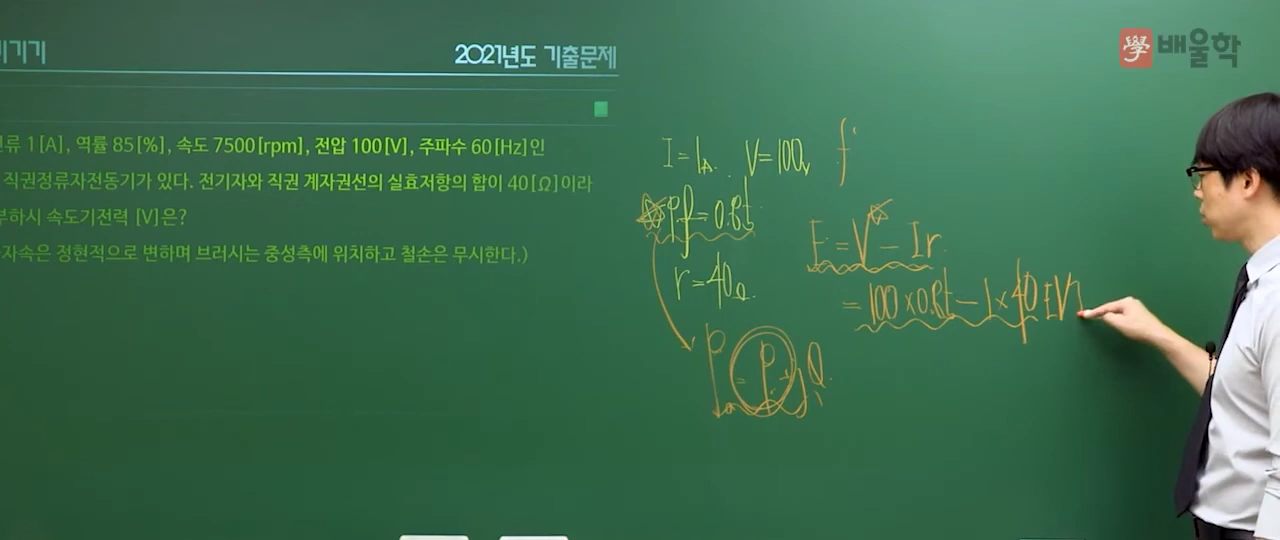 기기
2021년도 기출문제
學 배울학
류 1[A], 역률 85[%], 속도 7500[rpm], 전압 100[V], 주파수 60[Hz]인
직권정류자전동기가 있다. 전기자와 직권 계자권선의 실효저항의 합이 40[Ω]이라
부하시 속도기전력 [V]은?
자속은 정현적으로 변하며 브러시는 중성축에 위치하고 철손은 무시한다.)
I = 1A. V = 100V f
Pf = 0.85
E = V - Ir
r = 40Ω
= 100 × 0.85 - 1 × 40 [V]
P